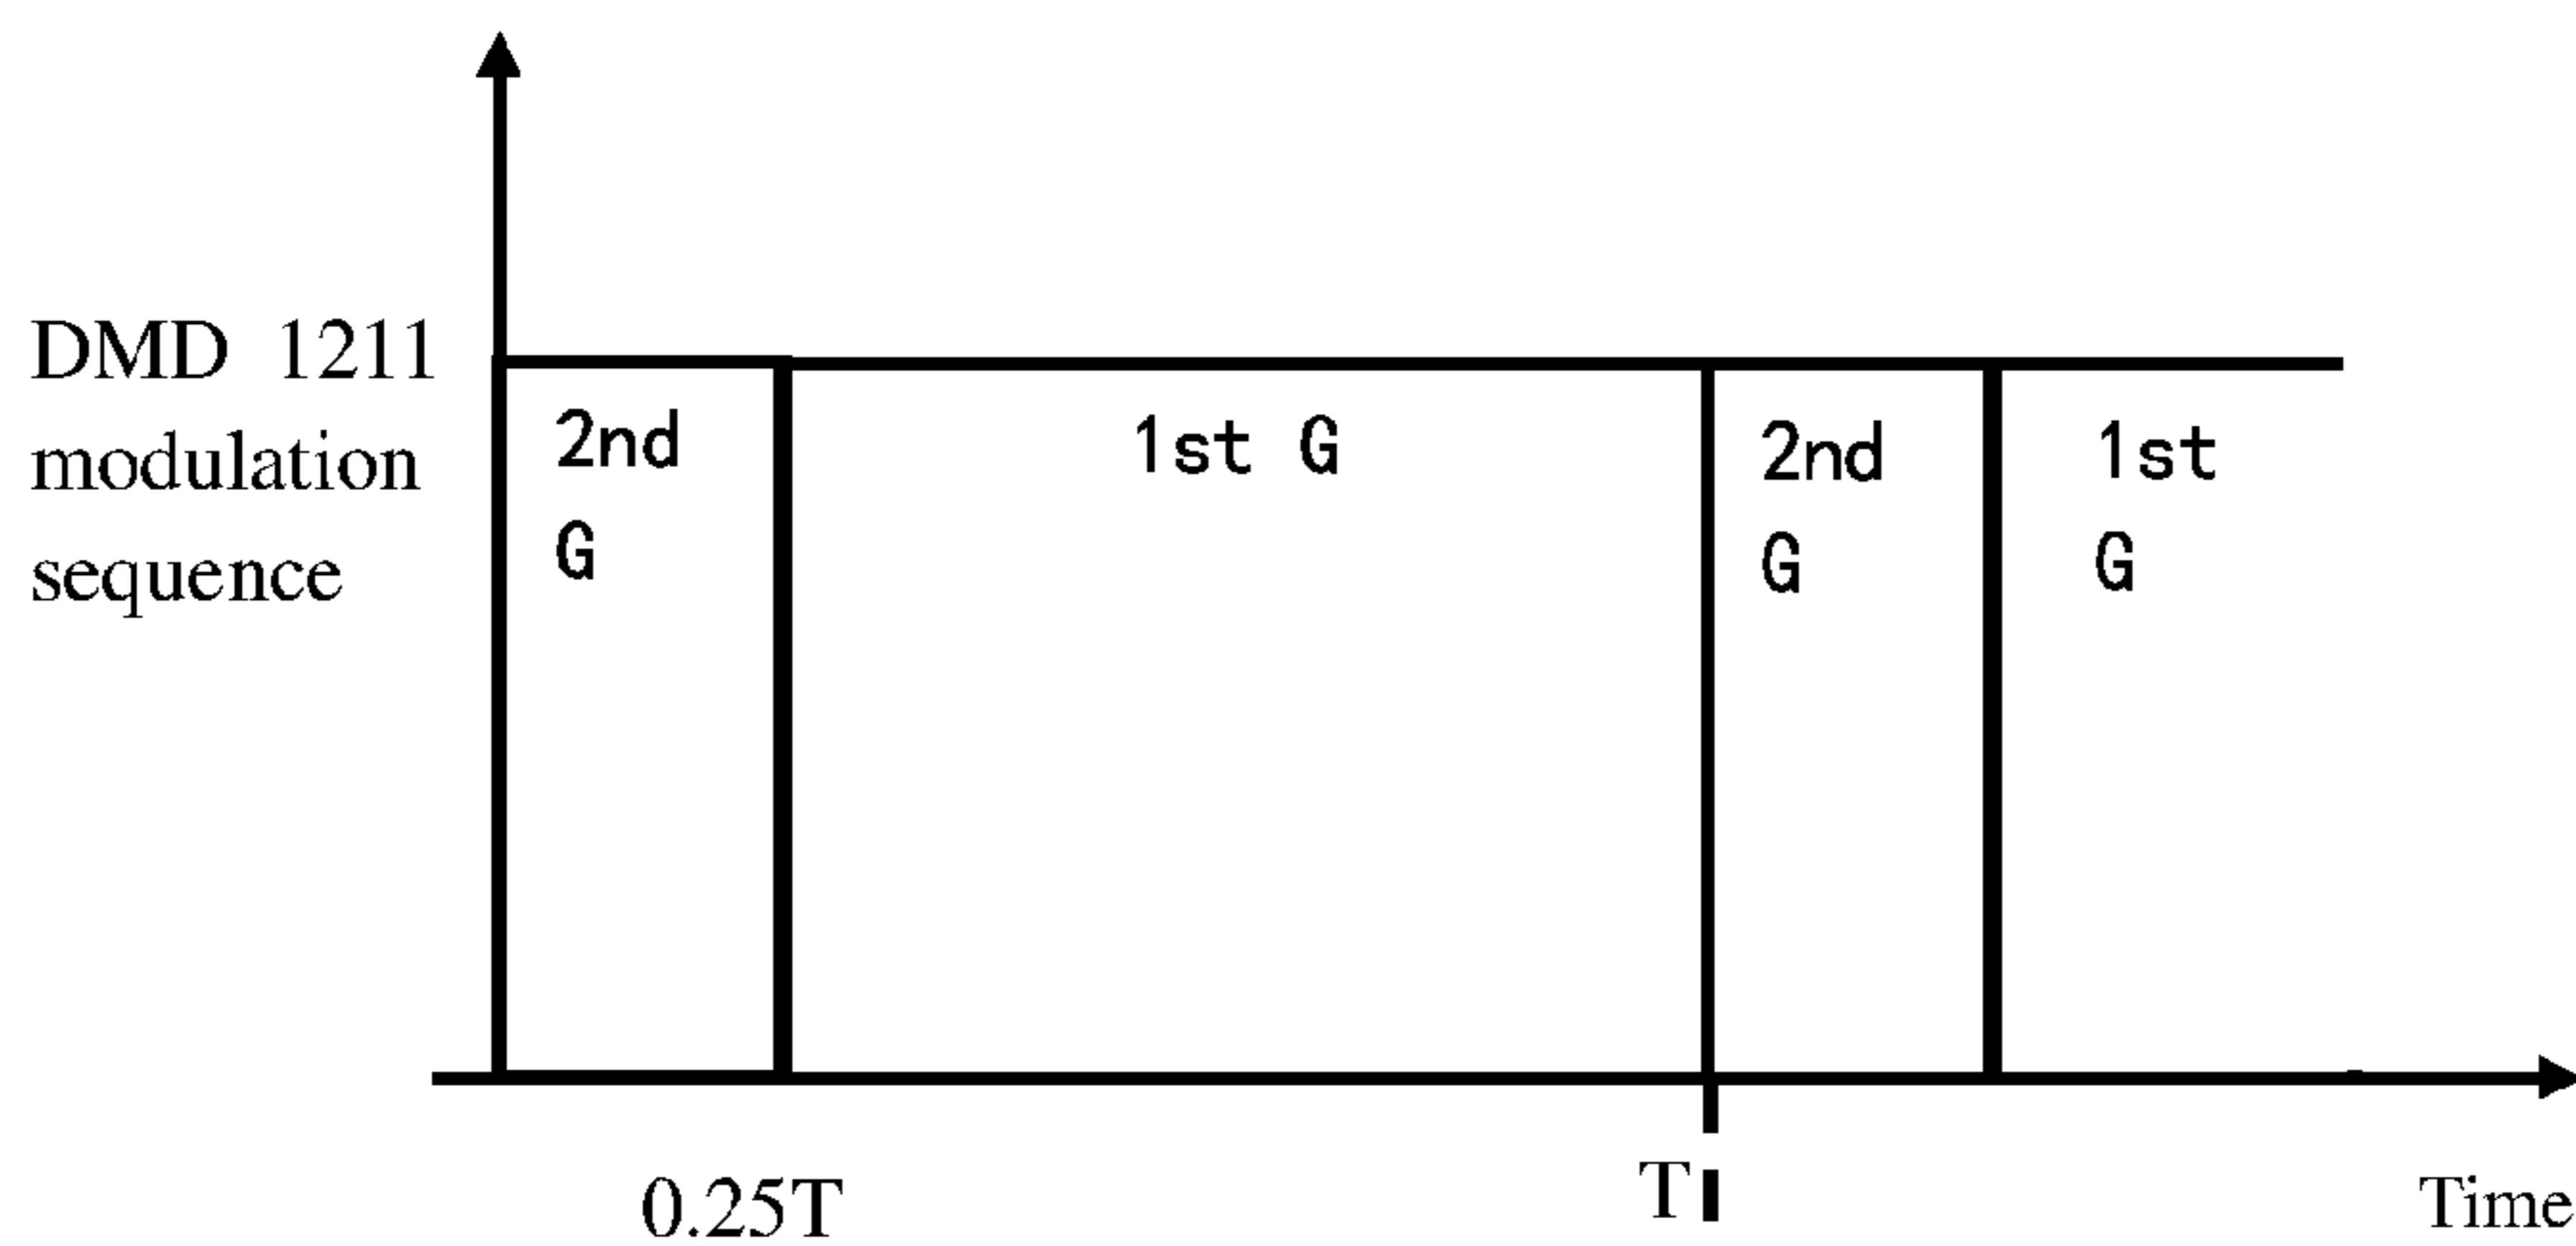 DMD 1211
modulation
sequence
2nd
G
1st G
2nd
G
1st
G
0.25T
T
Time